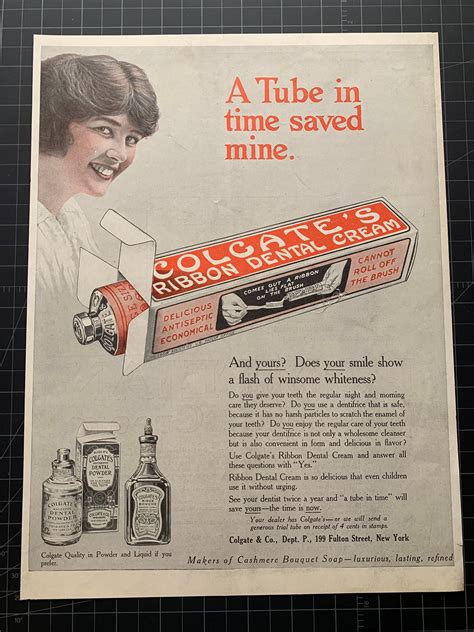 A Tube in
time saved
mine.
COLGATE'S
RIBBON DENTAL CREAM
COMES OUT A RIBBON
LIES FLAT
ON THE BRUSH
CANNOT
ROLL OFF
THE BRUSH
DELICIOUS
ANTISEPTIC
ECONOMICAL
COLGATE'S
And yours? Does your smile show
a flash of winsome whiteness?
Do you give your teeth the regular night and morning
care they deserve? Do you use a dentifrice that is safe,
because it has no harsh particles to scratch the enamel of
your teeth? Do you enjoy the regular care of your teeth
because your dentifrice is not only a wholesome cleanser
but is also convenient in form and delicious in flavor?
Use Colgate's Ribbon Dental Cream and answer all
these questions with "Yes."
Ribbon Dental Cream is so delicious that even children
use it without urging.
See your dentist twice a year and "a tube in time" will
save yours—the time is now.
Your dealer has Colgate's—or we will send a
generous trial tube on receipt of 4 cents in stamps.
Colgate & Co., Dept. P., 199 Fulton Street, New York
COLGATE'S
DENTAL
POWDER
COLGATE'S
DENTAL
POWDER
COLGATE'S
Colgate Quality in Powder and Liquid if you
prefer.
Makers of Cashmere Bouquet Soap—luxurious, lasting, refined